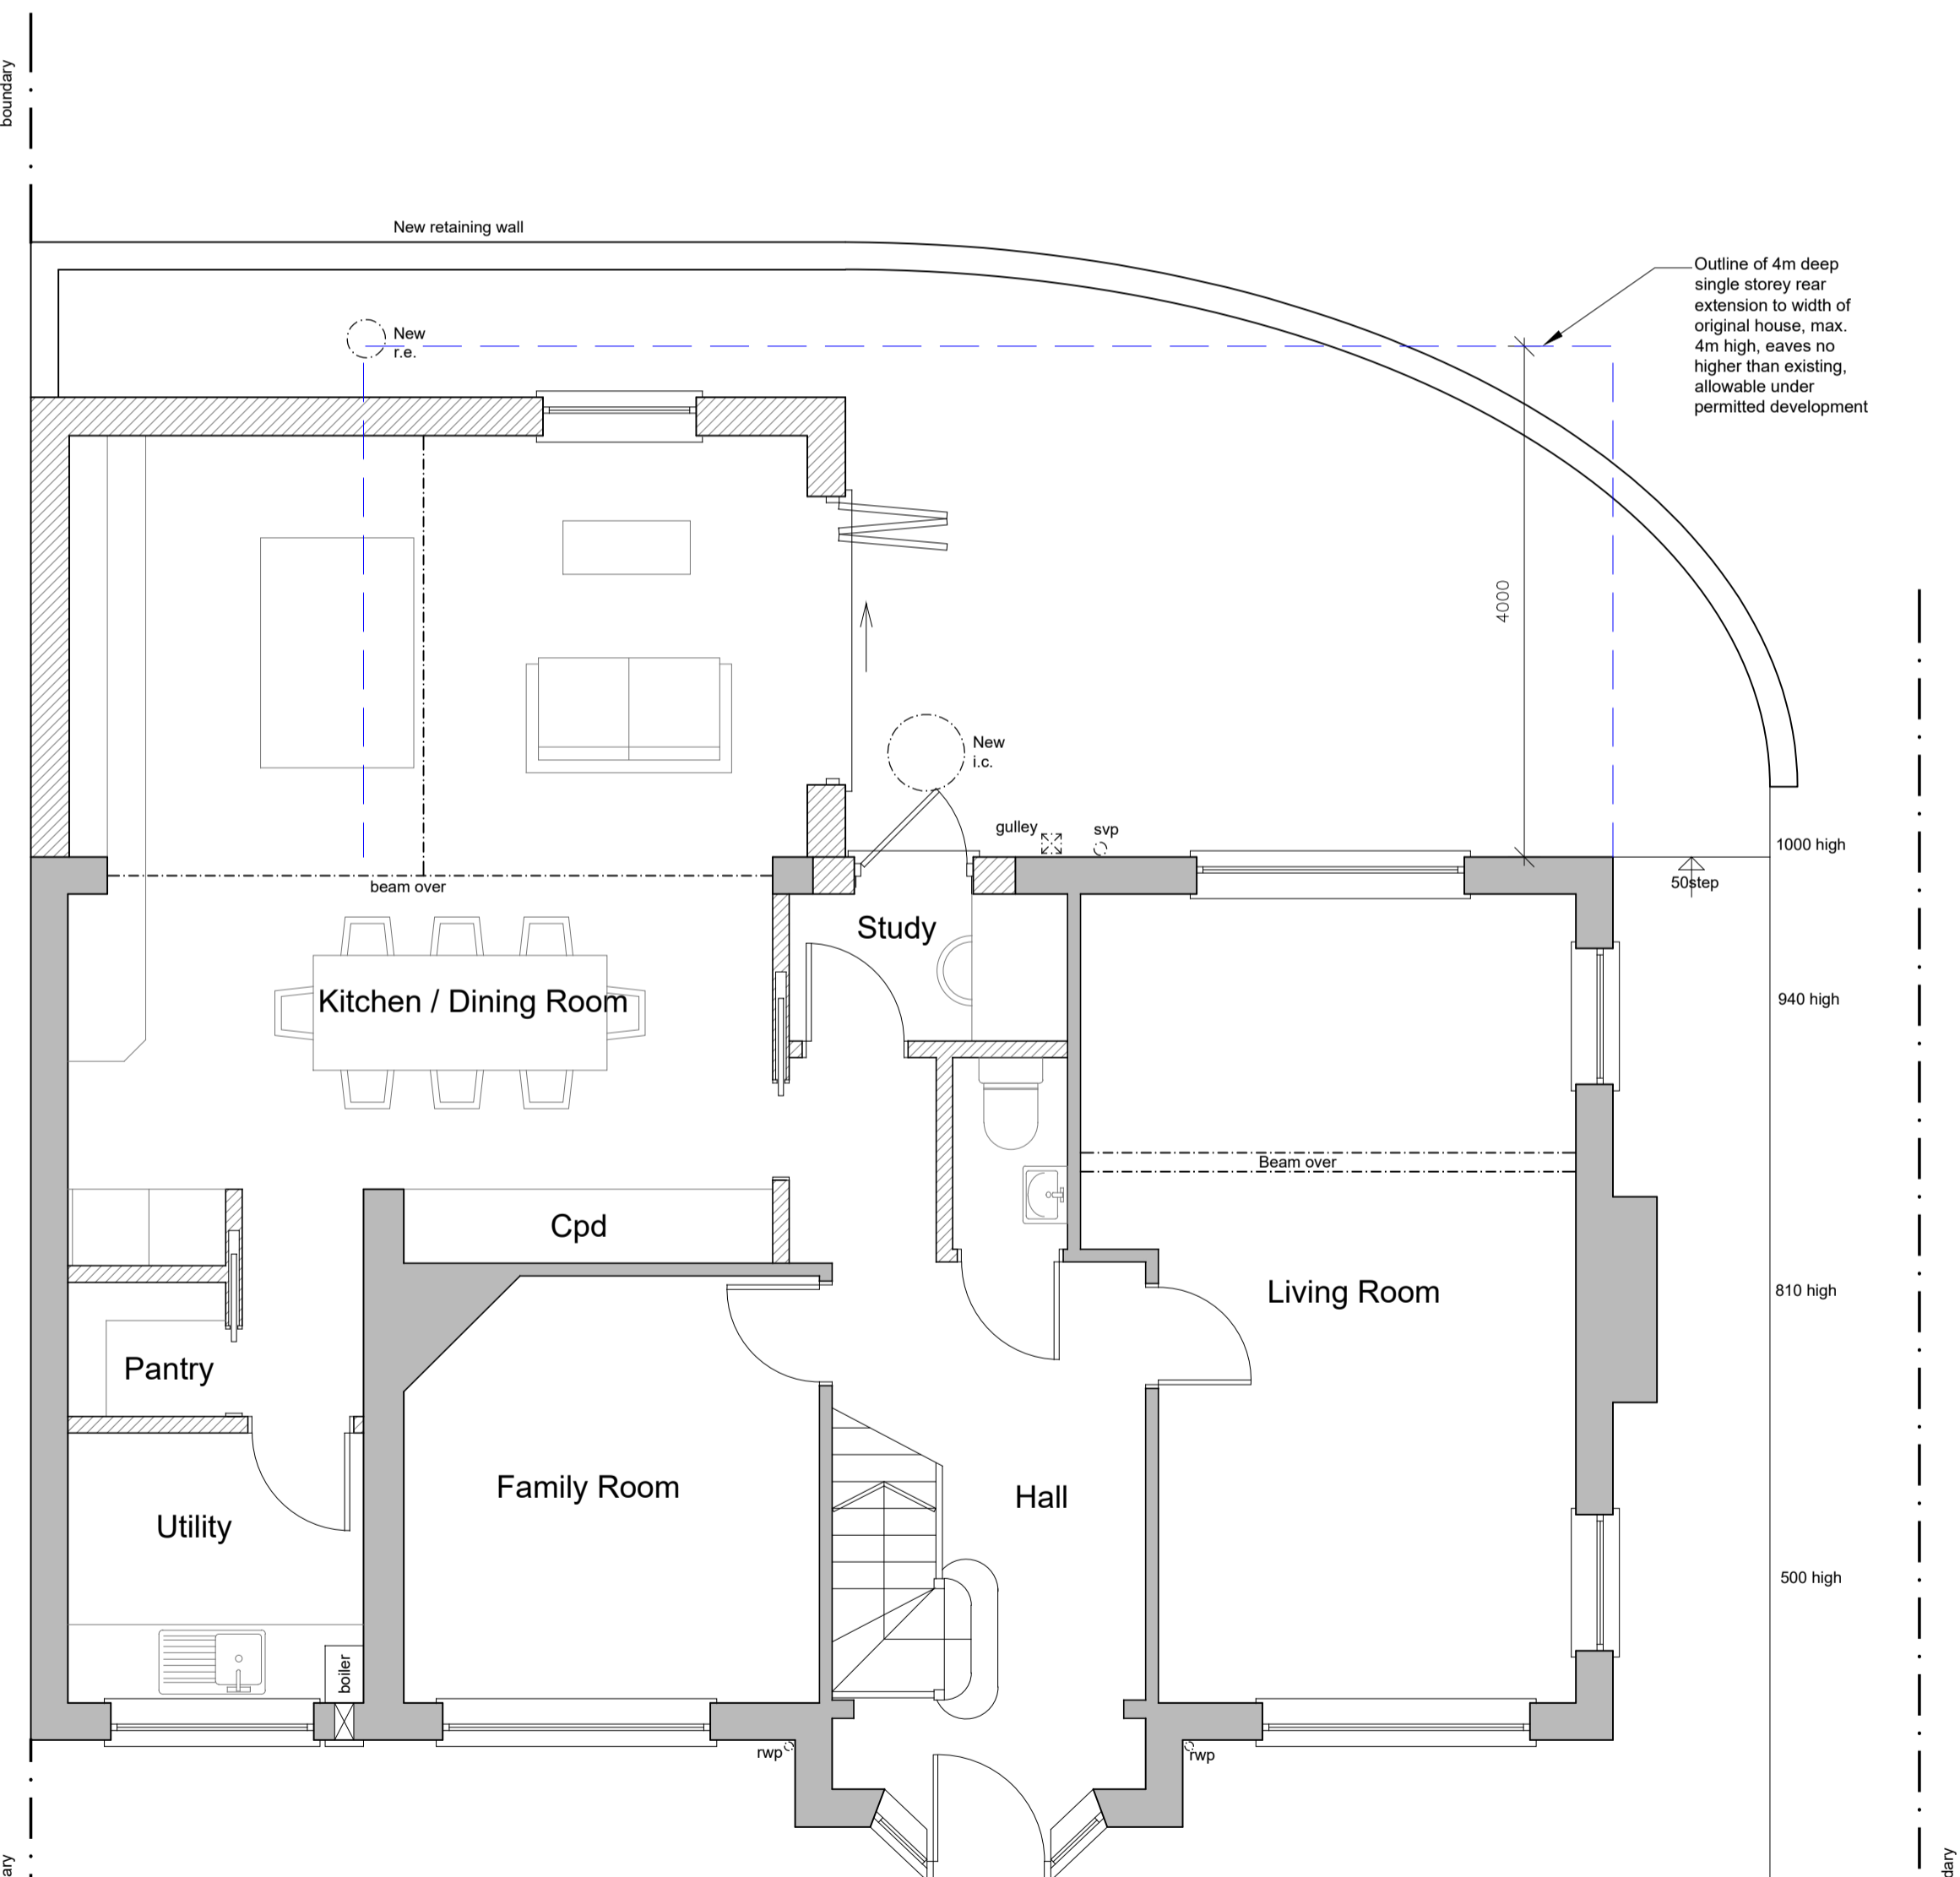 boundary
New retaining wall
Outline of 4m deep
single storey rear
extension to width of
original house, max.
4m high, eaves no
higher than existing,
allowable under
permitted development
New
r.e.
4000
New
i.c.
gulley
svp
1000 high
50step
beam over
Study
940 high
Kitchen / Dining Room
Beam over
Cpd
Living Room
810 high
Pantry
Family Room
Hall
Utility
500 high
boiler
rwp
rwp
ary
dary